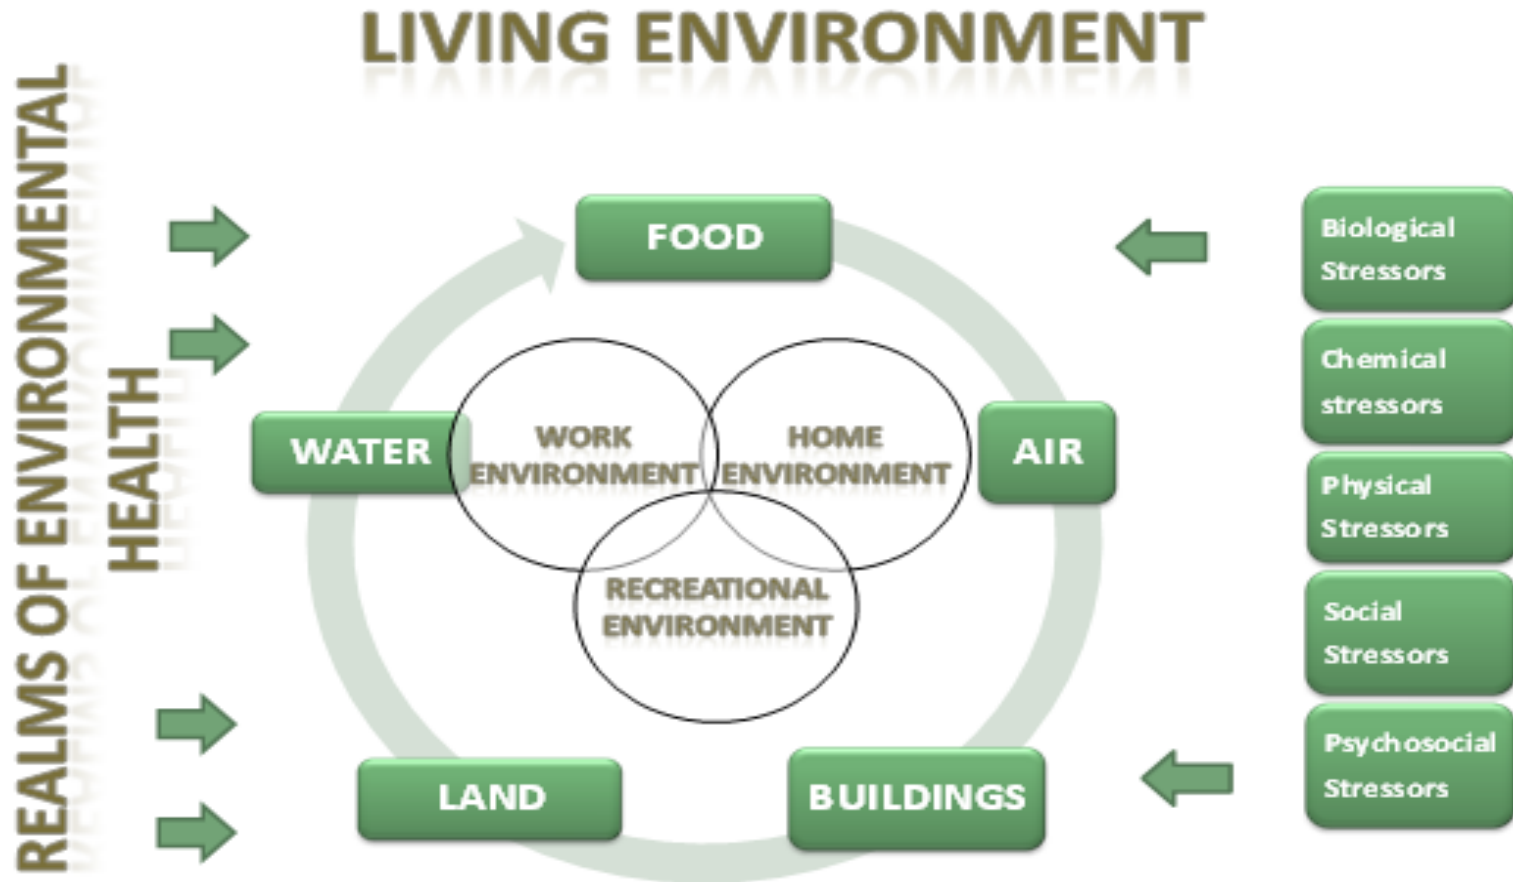 LIVING ENVIRONMENT
REALMS OF ENVIRONMENTAL
HEALTH
FOOD
WATER
WORK
ENVIRONMENT
HOME
ENVIRONMENT
AIR
RECREATIONAL
ENVIRONMENT
LAND
BUILDINGS
Biological
Stressors
Chemical
stressors
Physical
Stressors
Social
Stressors
Psychosocial
Stressors